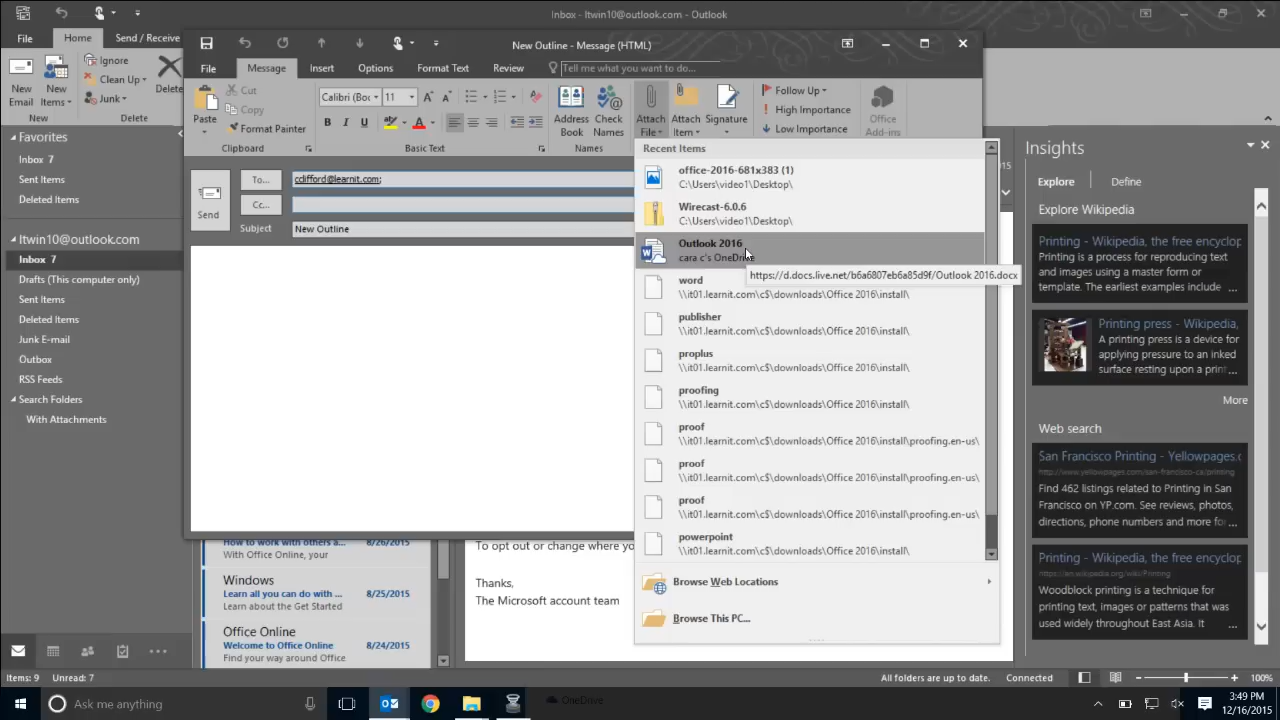 Inbox - ltwin10@outlook.com - Outlook
File
Home
Send / Receive
New
Email
New
Items
Ignore
Clean Up
Junk
Delete
New
Delete
New Outline - Message (HTML)
File
Message
Insert
Options
Format Text
Review
Tell me what you want to do...
Paste
Cut
Copy
Format Painter
Clipboard
Calibri (Bo
11
B I U
A
Basic Text
Address
Book
Check
Names
Names
Attach
File
Attach
Item
Signature
Follow Up
High Importance
Low Importance
Office
Add-ins
Send
To...
cclifford@learnit.com;
Cc...
Subject
New Outline
Favorites
Inbox 7
Sent Items
Deleted Items
ltwin10@outlook.com
Inbox 7
Drafts (This computer only)
Sent Items
Deleted Items
Junk E-mail
Outbox
RSS Feeds
Search Folders
With Attachments
Recent Items
office-2016-681x383 (1)
C:\Users\video1\Desktop\
Wirecast-6.0.6
C:\Users\video1\Desktop\
Outlook 2016
cara c's OneDrive
https://d.docs.live.net/b6a6807eb6a85d9f/Outlook 2016.docx
word
\\it01.learnit.com\c$\downloads\Office 2016\install\
publisher
\\it01.learnit.com\c$\downloads\Office 2016\install\
proplus
\\it01.learnit.com\c$\downloads\Office 2016\install\
proofing
\\it01.learnit.com\c$\downloads\Office 2016\install\
proof
\\it01.learnit.com\c$\downloads\Office 2016\install\proofing.en-us\
proof
\\it01.learnit.com\c$\downloads\Office 2016\install\proofing.en-us\
proof
\\it01.learnit.com\c$\downloads\Office 2016\install\proofing.en-us\
powerpoint
\\it01.learnit.com\c$\downloads\Office 2016\install\
Browse Web Locations
Browse This PC...
How to work with others a... 8/26/2015
With Office Online, your
Windows
Learn all you can do with ... 8/25/2015
Learn about the Get Started
Office Online
Welcome to Office Online 8/24/2015
Find your way around Office
To opt out or change where yo
Thanks,
The Microsoft account team
Insights
Explore
Define
Explore Wikipedia
Printing - Wikipedia, the free encyclop
Printing is a process for reproducing
text and images using a master form or
template. The earliest examples include
Printing press - Wikipedia,
A printing press is a device for
applying pressure to an inked
surface resting upon a prim...
More
Web search
San Francisco Printing - Yellowpages.c
http://www.yellowpages.com/san-francisco-ca/printing
Find 462 listings related to Printing in San
Francisco on YP.com. See reviews, photos,
directions, phone numbers and more for...
Printing - Wikipedia, the free encyclop
https://en.wikipedia.org/wiki/Printing
Woodblock printing is a technique for
printing text, images or patterns that was
used widely throughout East Asia. It ...
Items: 9
Unread: 7
All folders are up to date.
Connected
100%
Ask me anything
OneDrive
3:49 PM
12/16/2015